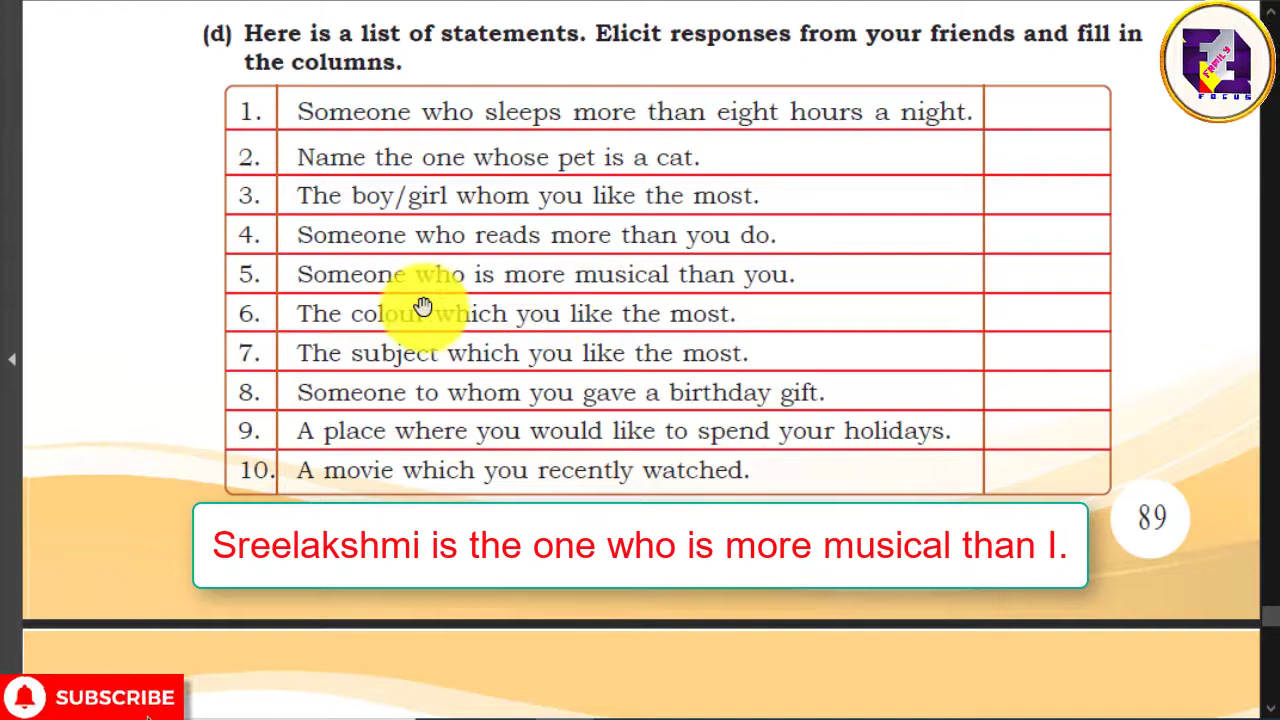 (d) Here is a list of statements. Elicit responses from your friends and fill in
the columns.
1. Someone who sleeps more than eight hours a night.
2. Name the one whose pet is a cat.
3. The boy/girl whom you like the most.
4. Someone who reads more than you do.
5. Someone who is more musical than you.
6. The colour which you like the most.
7. The subject which you like the most.
8. Someone to whom you gave a birthday gift.
9. A place where you would like to spend your holidays.
10. A movie which you recently watched.
Sreelakshmi is the one who is more musical than I.
89
FAMILY
FOCUS
SUBSCRIBE